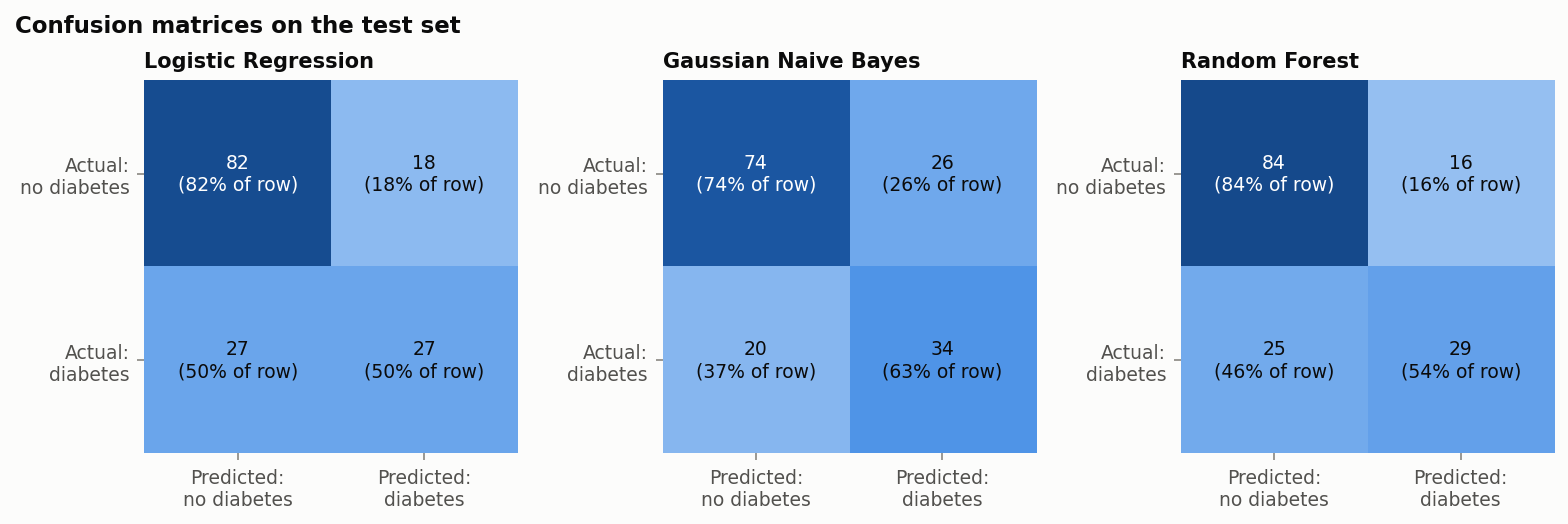 Confusion matrices on the test set
Logistic Regression
Actual:
no diabetes
82
(82% of row)
18
(18% of row)
Actual:
diabetes
27
(50% of row)
27
(50% of row)
Predicted:
no diabetes
Predicted:
diabetes
Gaussian Naive Bayes
Actual:
no diabetes
74
(74% of row)
26
(26% of row)
Actual:
diabetes
20
(37% of row)
34
(63% of row)
Predicted:
no diabetes
Predicted:
diabetes
Random Forest
Actual:
no diabetes
84
(84% of row)
16
(16% of row)
Actual:
diabetes
25
(46% of row)
29
(54% of row)
Predicted:
no diabetes
Predicted:
diabetes